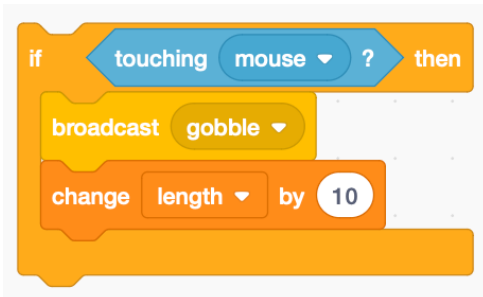 if touching mouse ? then
broadcast gobble
change length by 10